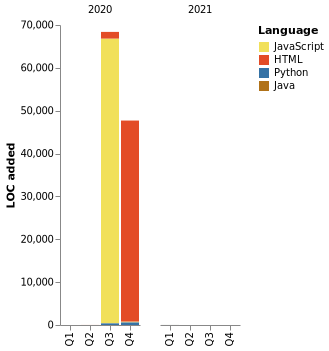 2020 2021
Language
JavaScript
HTML
Python
Java
LOC added
70,000
60,000
50,000
40,000
30,000
20,000
10,000
0
Q1 Q2 Q3 Q4 Q1 Q2 Q3 Q4